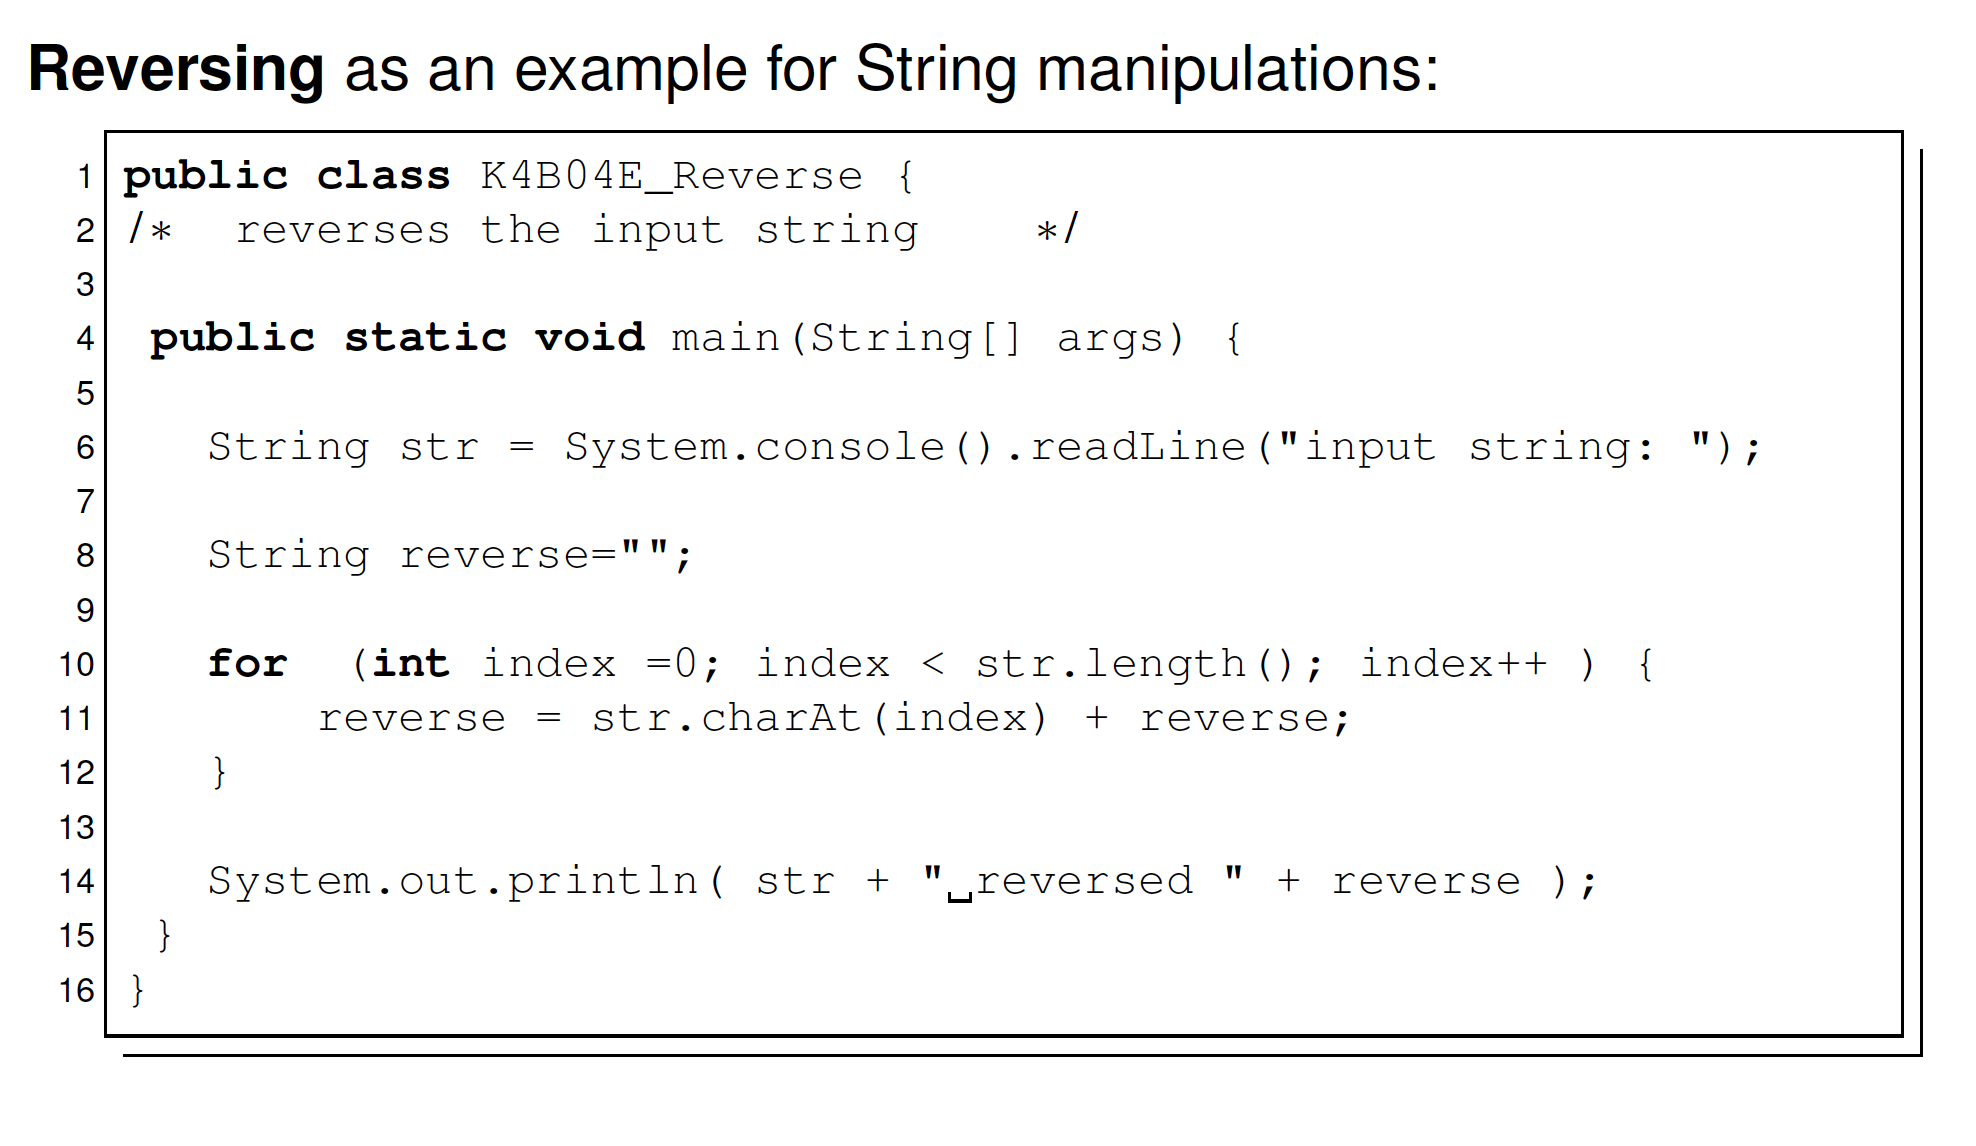 Reversing as an example for String manipulations:
1 public class K4B04E_Reverse {
2 /*  reverses the input string    */
3
4  public static void main(String[] args) {
5
6    String str = System.console().readLine("input string: ");
7
8    String reverse="";
9
10    for  (int index =0; index < str.length(); index++ ) {
11        reverse = str.charAt(index) + reverse;
12    }
13
14    System.out.println( str + "␣reversed " + reverse );
15  }
16 }